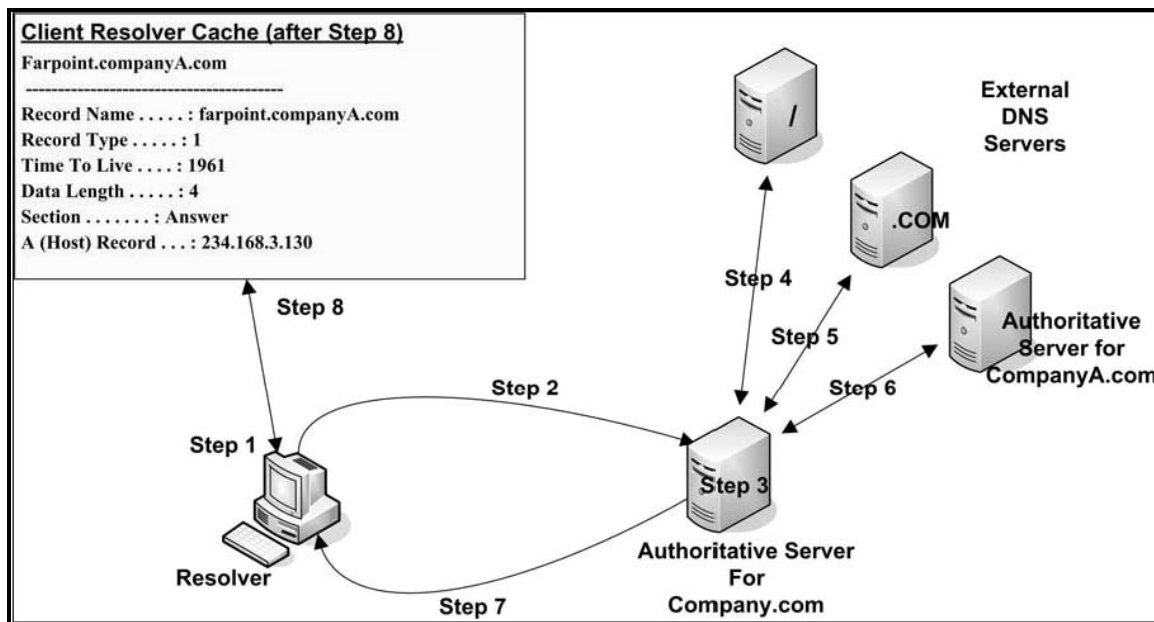 Client Resolver Cache (after Step 8)
Farpoint.companyA.com
----------------------------------------
Record Name . . . . . : farpoint.companyA.com
Record Type . . . . . : 1
Time To Live . . . . : 1961
Data Length . . . . . : 4
Section . . . . . . . : Answer
A (Host) Record . . . : 234.168.3.130
/
External
DNS
Servers
.COM
Step 4
Step 8
Step 5
Authoritative
Server for
CompanyA.com
Step 6
Step 2
Step 1
Step 3
Resolver
Authoritative Server
For
Company.com
Step 7